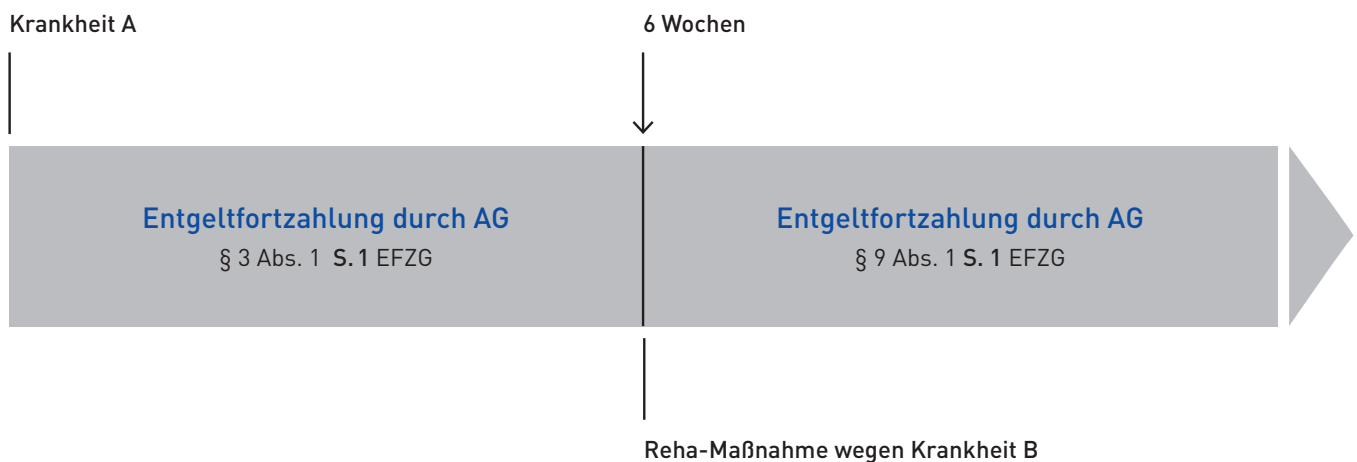 Krankheit A
6 Wochen
Entgeltfortzahlung durch AG
§ 3 Abs. 1 S. 1 EFZG
Entgeltfortzahlung durch AG
§ 9 Abs. 1 S. 1 EFZG
Reha-Maßnahme wegen Krankheit B